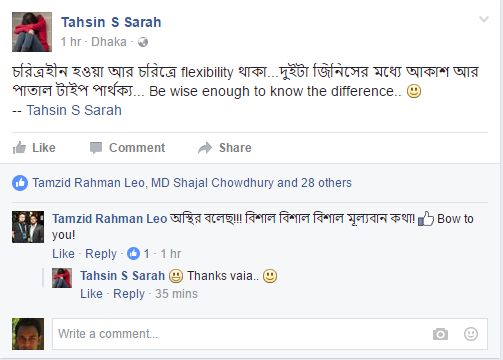 Tahsin S Sarah
1 hr · Dhaka ·
চরিত্রহীন হওয়া আর চরিত্রে flexibility থাকা...দুইটা জিনিসের মধ্যে আকাশ আর
পাতাল টাইপ পার্থক্য... Be wise enough to know the difference.. 🙂
-- Tahsin S Sarah
Like Comment Share
Tamzid Rahman Leo, MD Shajal Chowdhury and 28 others
Tamzid Rahman Leo অস্থির বলেছ!!! বিশাল বিশাল বিশাল মূল্যবান কথা! 👍 Bow to
you!
Like · Reply · 1 · 1 hr
Tahsin S Sarah 😀 Thanks vaia.. 🙂
Like · Reply · 35 mins
Write a comment...